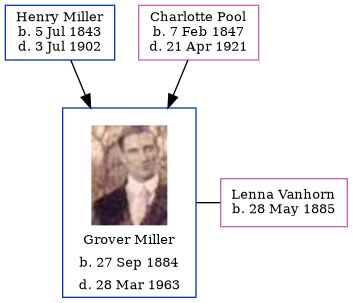 Henry Miller
b. 5 Jul 1843
d. 3 Jul 1902
Charlotte Pool
b. 7 Feb 1847
d. 21 Apr 1921
Grover Miller
b. 27 Sep 1884
d. 28 Mar 1963
Lenna Vanhorn
b. 28 May 1885